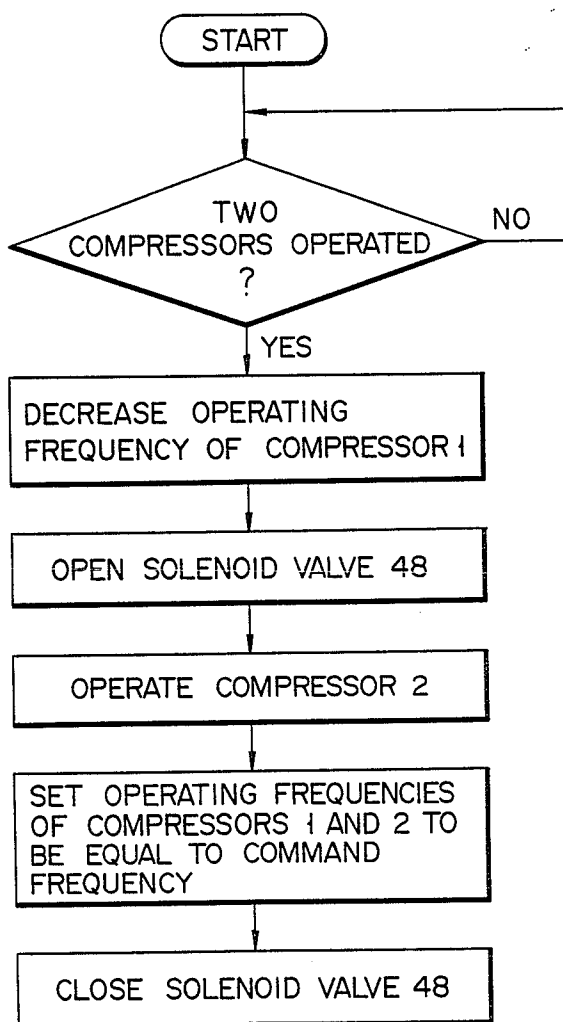 START
TWO
COMPRESSORS OPERATED
?
NO
YES
DECREASE OPERATING
FREQUENCY OF COMPRESSOR 1
OPEN SOLENOID VALVE 48
OPERATE COMPRESSOR 2
SET OPERATING FREQUENCIES
OF COMPRESSORS 1 AND 2 TO
BE EQUAL TO COMMAND
FREQUENCY
CLOSE SOLENOID VALVE 48